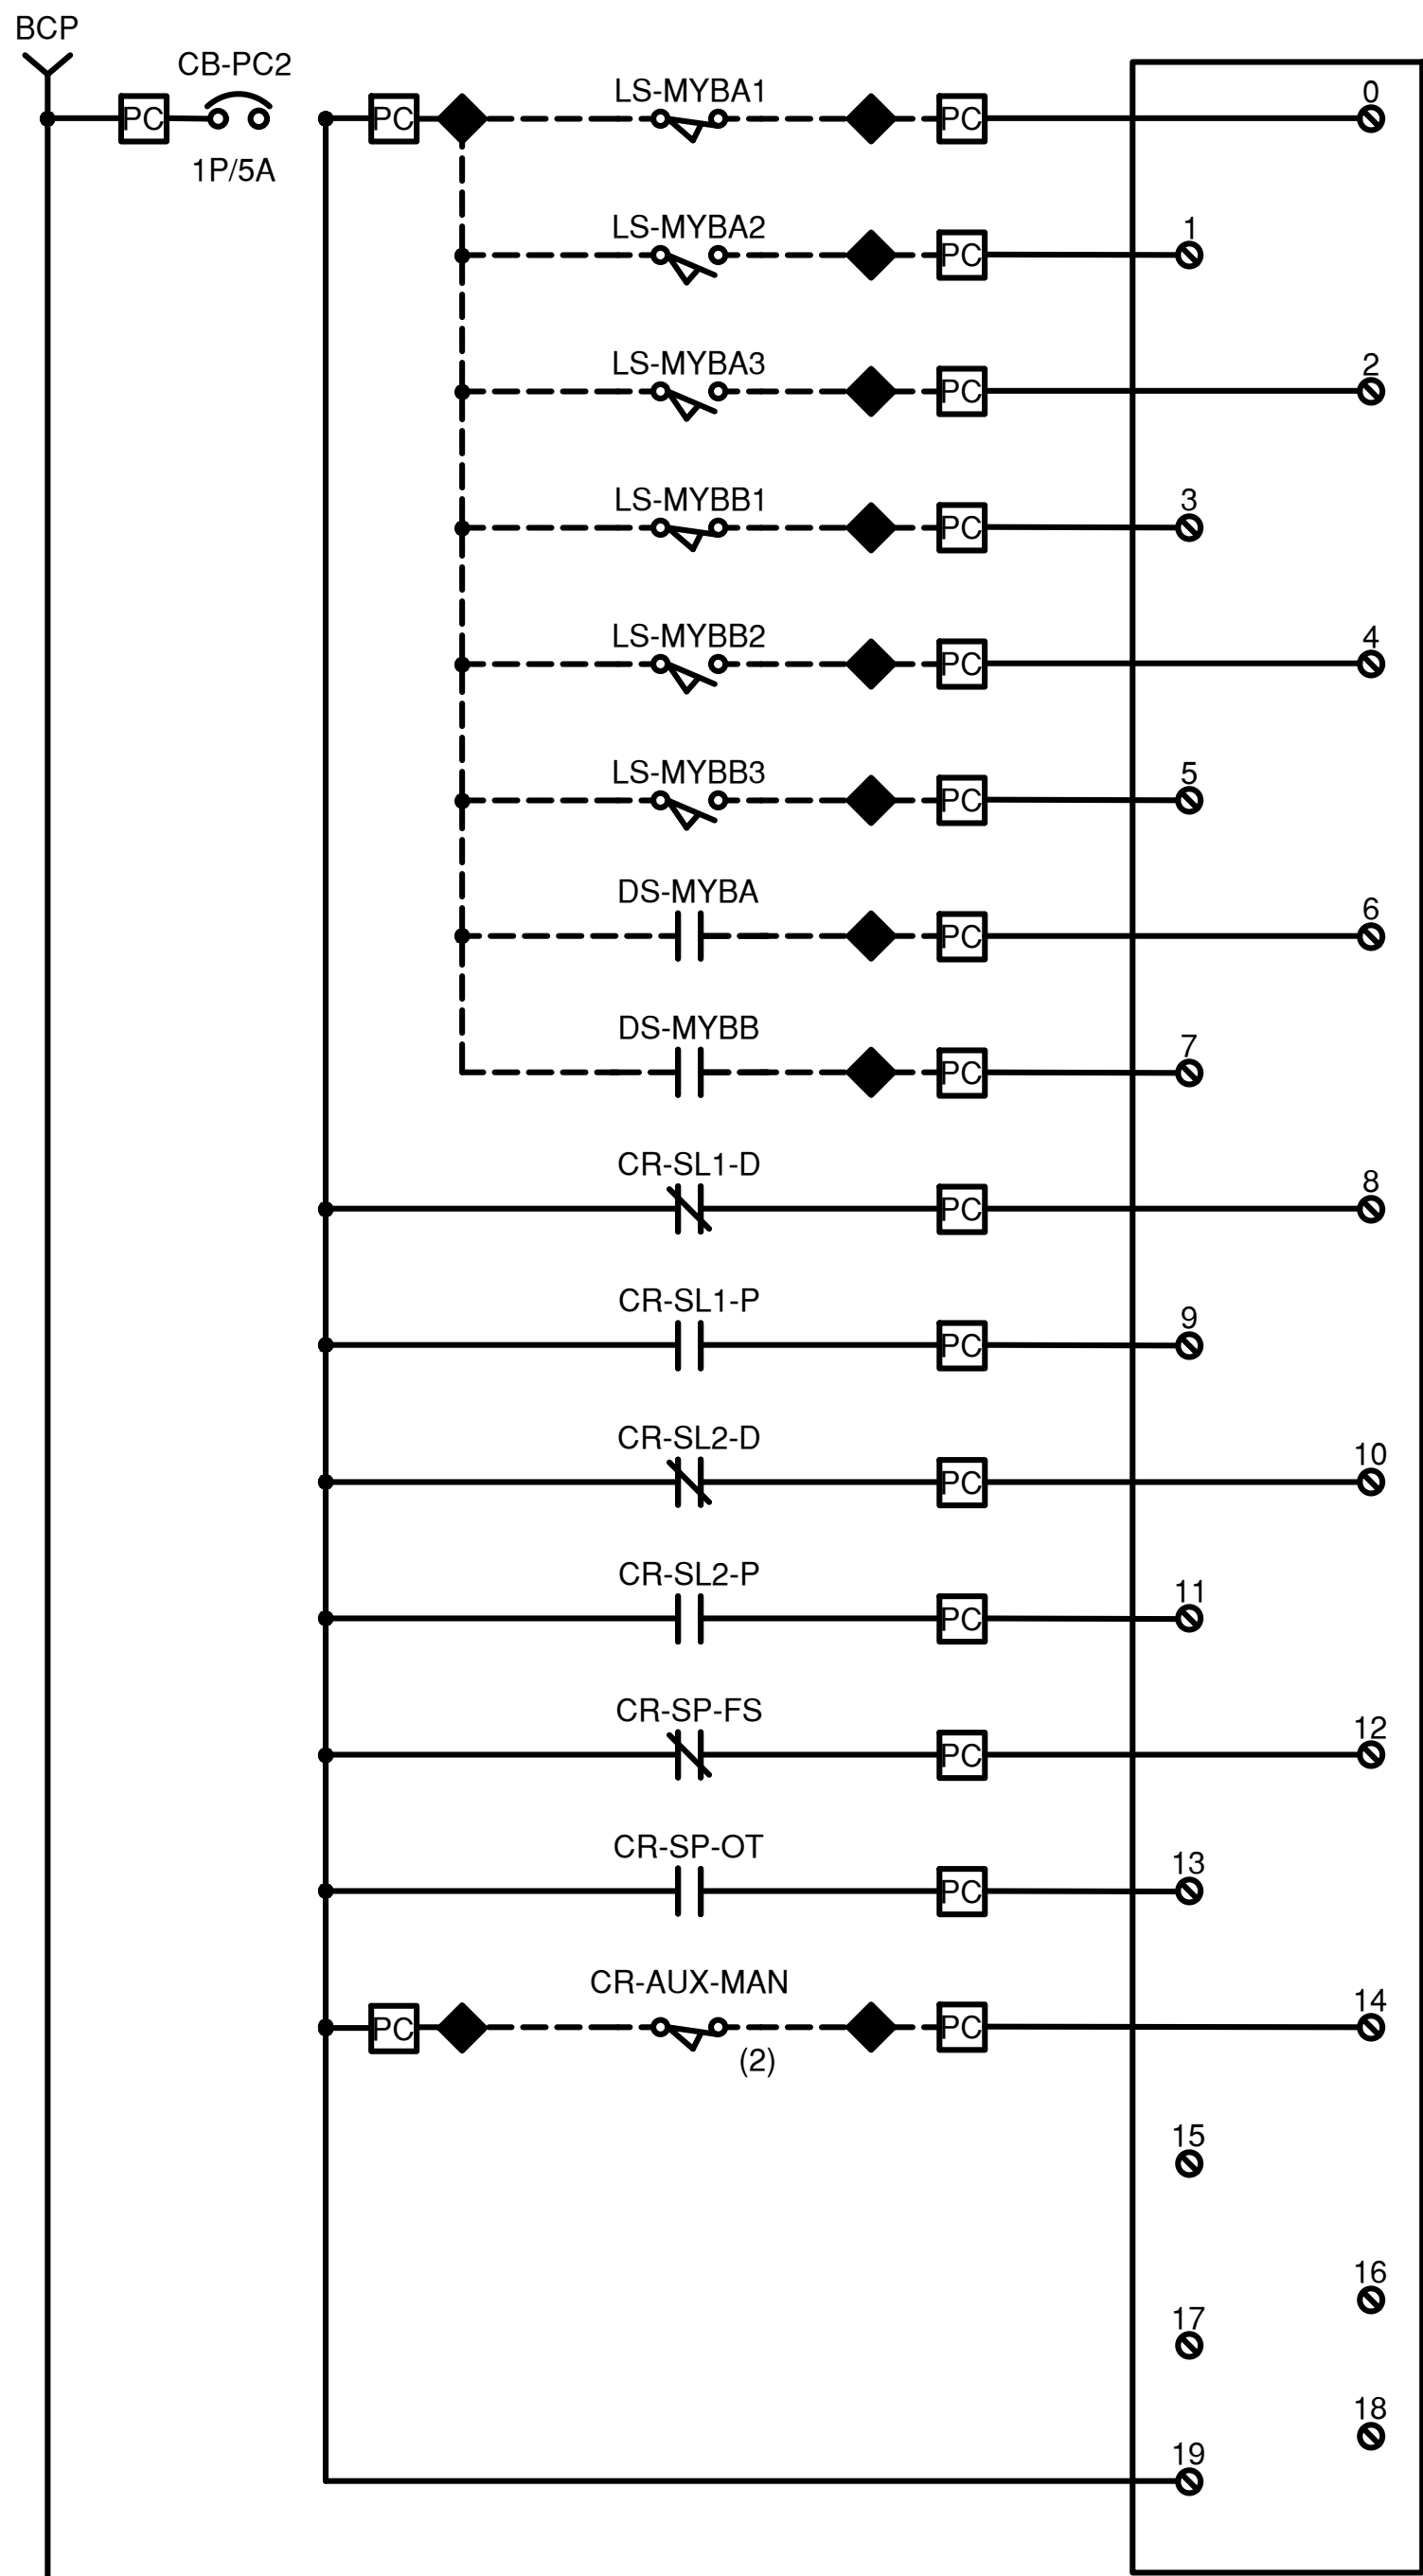 BCP
CB-PC2
PC
1P/5A
PC LS-MYBA1 PC 0
LS-MYBA2 PC 1
LS-MYBA3 PC 2
LS-MYBB1 PC 3
LS-MYBB2 PC 4
LS-MYBB3 PC 5
DS-MYBA PC 6
DS-MYBB PC 7
CR-SL1-D PC 8
CR-SL1-P PC 9
CR-SL2-D PC 10
CR-SL2-P PC 11
CR-SP-FS PC 12
CR-SP-OT PC 13
PC CR-AUX-MAN PC 14
(2)
15
16
17
18
19